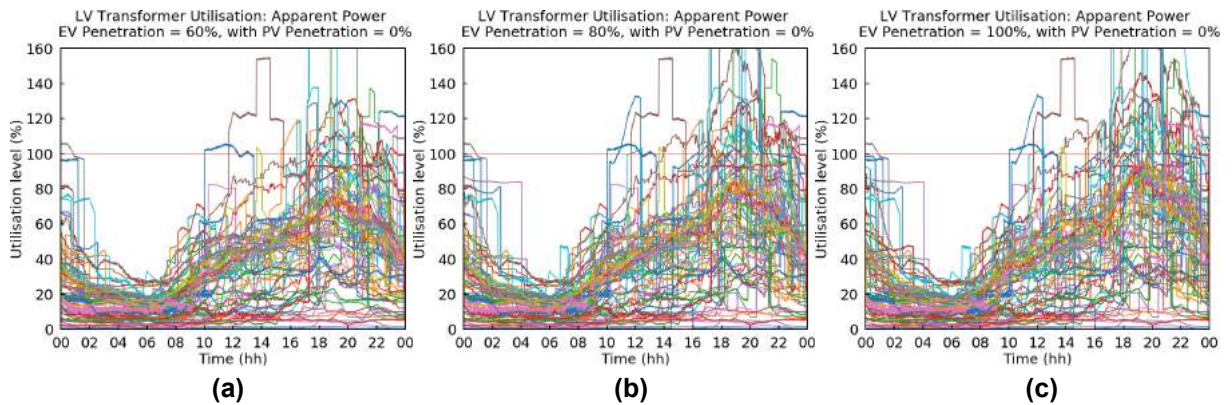 LV Transformer Utilisation: Apparent Power
EV Penetration = 60%, with PV Penetration = 0%
160
140
120
100
80
60
40
20
0
Utilisation level (%)
00 02 04 06 08 10 12 14 16 18 20 22 00
Time (hh)
(a)
LV Transformer Utilisation: Apparent Power
EV Penetration = 80%, with PV Penetration = 0%
160
140
120
100
80
60
40
20
0
Utilisation level (%)
00 02 04 06 08 10 12 14 16 18 20 22 00
Time (hh)
(b)
LV Transformer Utilisation: Apparent Power
EV Penetration = 100%, with PV Penetration = 0%
160
140
120
100
80
60
40
20
0
Utilisation level (%)
00 02 04 06 08 10 12 14 16 18 20 22 00
Time (hh)
(c)